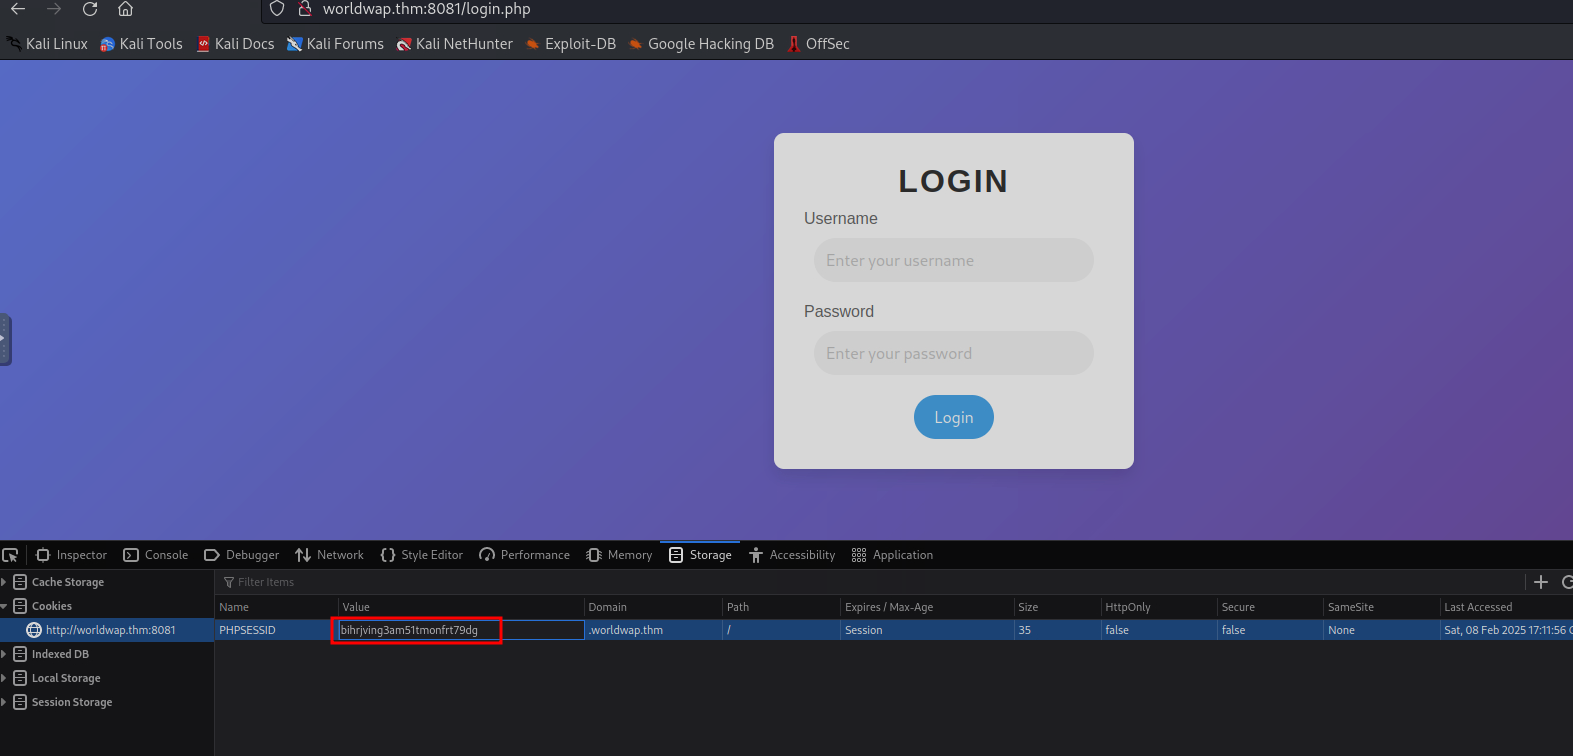 worldwap.thm:8081/login.php
Kali Linux Kali Tools Kali Docs Kali Forums Kali NetHunter Exploit-DB Google Hacking DB OffSec
LOGIN
Username
Enter your username
Password
Enter your password
Login
Inspector Console Debugger Network Style Editor Performance Memory Storage Accessibility Application
Cache Storage
Cookies
http://worldwap.thm:8081
Indexed DB
Local Storage
Session Storage
Filter Items
Name Value Domain Path Expires / Max-Age Size HttpOnly Secure SameSite Last Accessed
PHPSESSID bihrjving3am51tmonfrt79dg .worldwap.thm / Session 35 false false None Sat, 08 Feb 2025 17:11:56